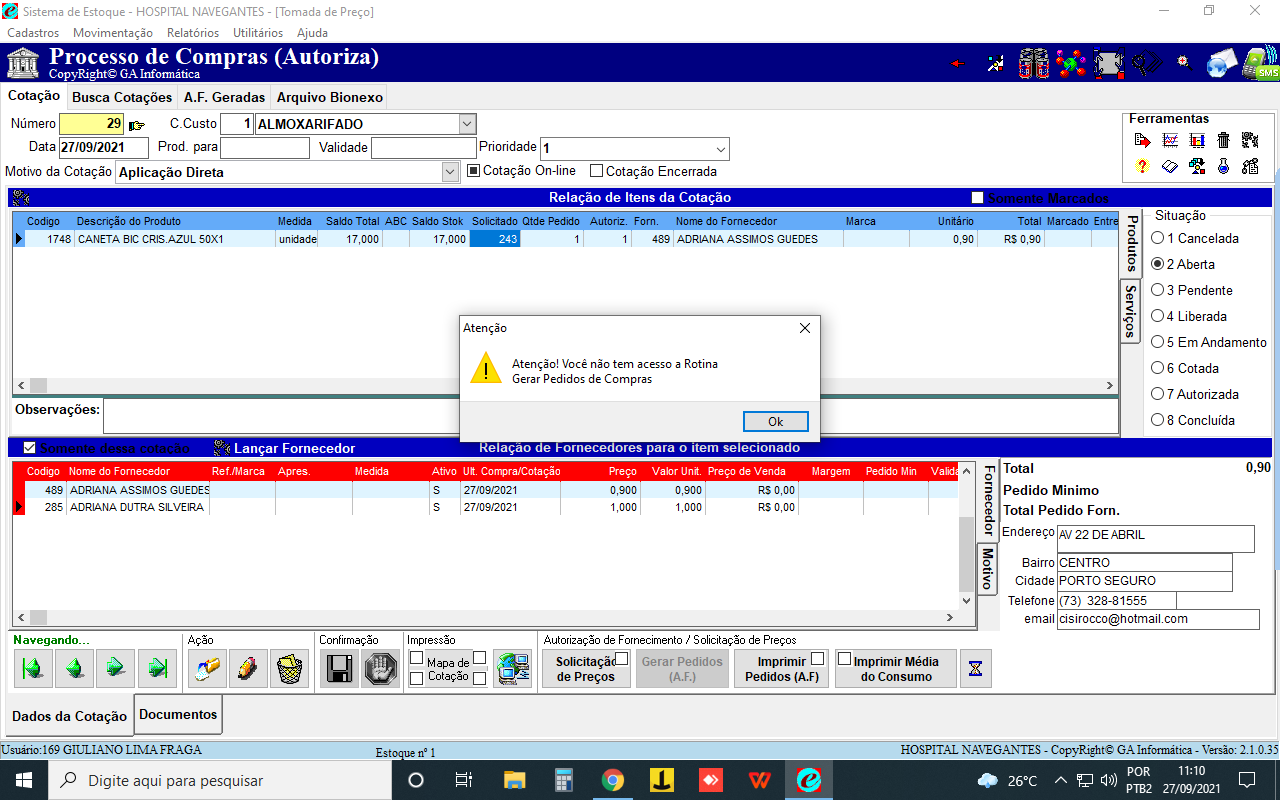 Sistema de Estoque - HOSPITAL NAVEGANTES - [Tomada de Preço]
Cadastros Movimentação Relatórios Utilitários Ajuda
Processo de Compras (Autoriza)
CopyRight© GA Informática
SMS
Cotação Busca Cotações A.F. Geradas Arquivo Bionexo
Número 29 C.Custo 1 ALMOXARIFADO
Data 27/09/2021 Prod. para Validade Prioridade 1
Motivo da Cotação Aplicação Direta Cotação On-line Cotação Encerrada
Ferramentas
Relação de Itens da Cotação Somente Marcados
Codigo Descrição do Produto Medida Saldo Total ABC Saldo Stok Solicitado Qtde Pedido Autoriz. Forn. Nome do Fornecedor Marca Unitário Total Marcado Entre
1748 CANETA BIC CRIS.AZUL 50X1 unidade 17,000 17,000 243 1 1 489 ADRIANA ASSIMOS GUEDES 0,90 R$ 0,90
Produtos
Serviços
Situação
1 Cancelada
2 Aberta
3 Pendente
4 Liberada
5 Em Andamento
6 Cotada
7 Autorizada
8 Concluída
Atenção
Atenção! Você não tem acesso a Rotina
Gerar Pedidos de Compras
Ok
Observações:
Somente dessa cotação Lançar Fornecedor Relação de Fornecedores para o item selecionado
Codigo Nome do Fornecedor Ref./Marca Apres. Medida Ativo Ult. Compra/Cotação Preço Valor Unit. Preço de Venda Margem Pedido Min Valida
489 ADRIANA ASSIMOS GUEDES S 27/09/2021 0,900 0,900 R$ 0,00
285 ADRIANA DUTRA SILVEIRA S 27/09/2021 1,000 1,000 R$ 0,00
Fornecedor
Motivo
Total 0,90
Pedido Minimo
Total Pedido Forn.
Endereço AV 22 DE ABRIL
Bairro CENTRO
Cidade PORTO SEGURO
Telefone (73) 328-81555
email cisirocco@hotmail.com
Navegando... Ação Confirmação Impressão Autorização de Fornecimento / Solicitação de Preços
Mapa de
Cotação
Solicitação
de Preços
Gerar Pedidos
(A.F.)
Imprimir
Pedidos (A.F)
Imprimir Média
do Consumo
Dados da Cotação Documentos
Usuário:169 GIULIANO LIMA FRAGA Estoque nº 1 HOSPITAL NAVEGANTES - CopyRight© GA Informática - Versão: 2.1.0.35
Digite aqui para pesquisar
26°C
POR
PTB2
11:10
27/09/2021